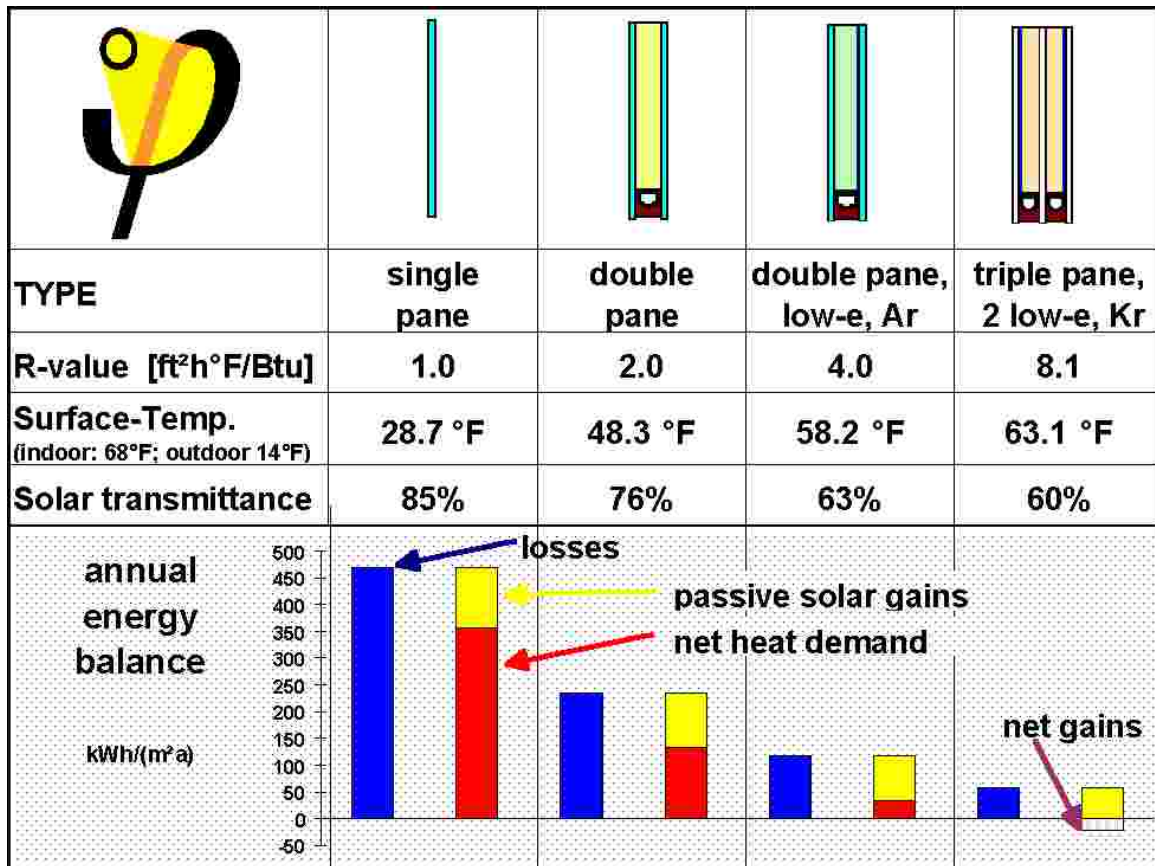 TYPE
single pane
double pane
double pane, low-e, Ar
triple pane, 2 low-e, Kr
R-value [ft²h°F/Btu]
1.0
2.0
4.0
8.1
Surface-Temp.
(indoor: 68°F; outdoor 14°F)
28.7 °F
48.3 °F
58.2 °F
63.1 °F
Solar transmittance
85%
76%
63%
60%
annual
energy
balance
kWh/(m²a)
500
450
400
350
300
250
200
150
100
50
0
-50
losses
passive solar gains
net heat demand
net gains